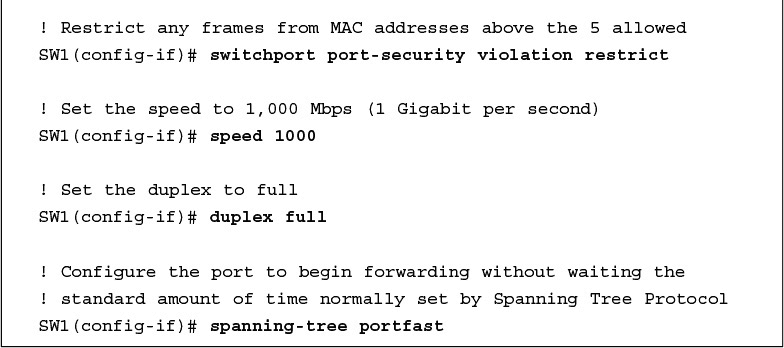 ! Restrict any frames from MAC addresses above the 5 allowed
SW1(config-if)# switchport port-security violation restrict
! Set the speed to 1,000 Mbps (1 Gigabit per second)
SW1(config-if)# speed 1000
! Set the duplex to full
SW1(config-if)# duplex full
! Configure the port to begin forwarding without waiting the
! standard amount of time normally set by Spanning Tree Protocol
SW1(config-if)# spanning-tree portfast